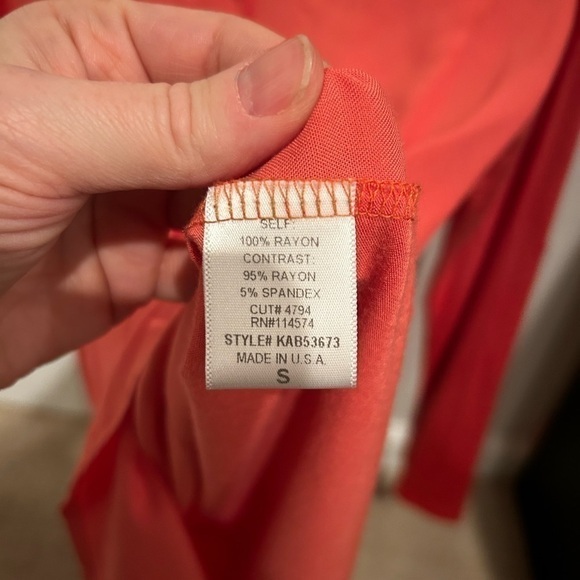 SELF:
100% RAYON
CONTRAST:
95% RAYON
5% SPANDEX
CUT# 4794
RN#114574
STYLE# KAB53673
MADE IN U.S.A.
S